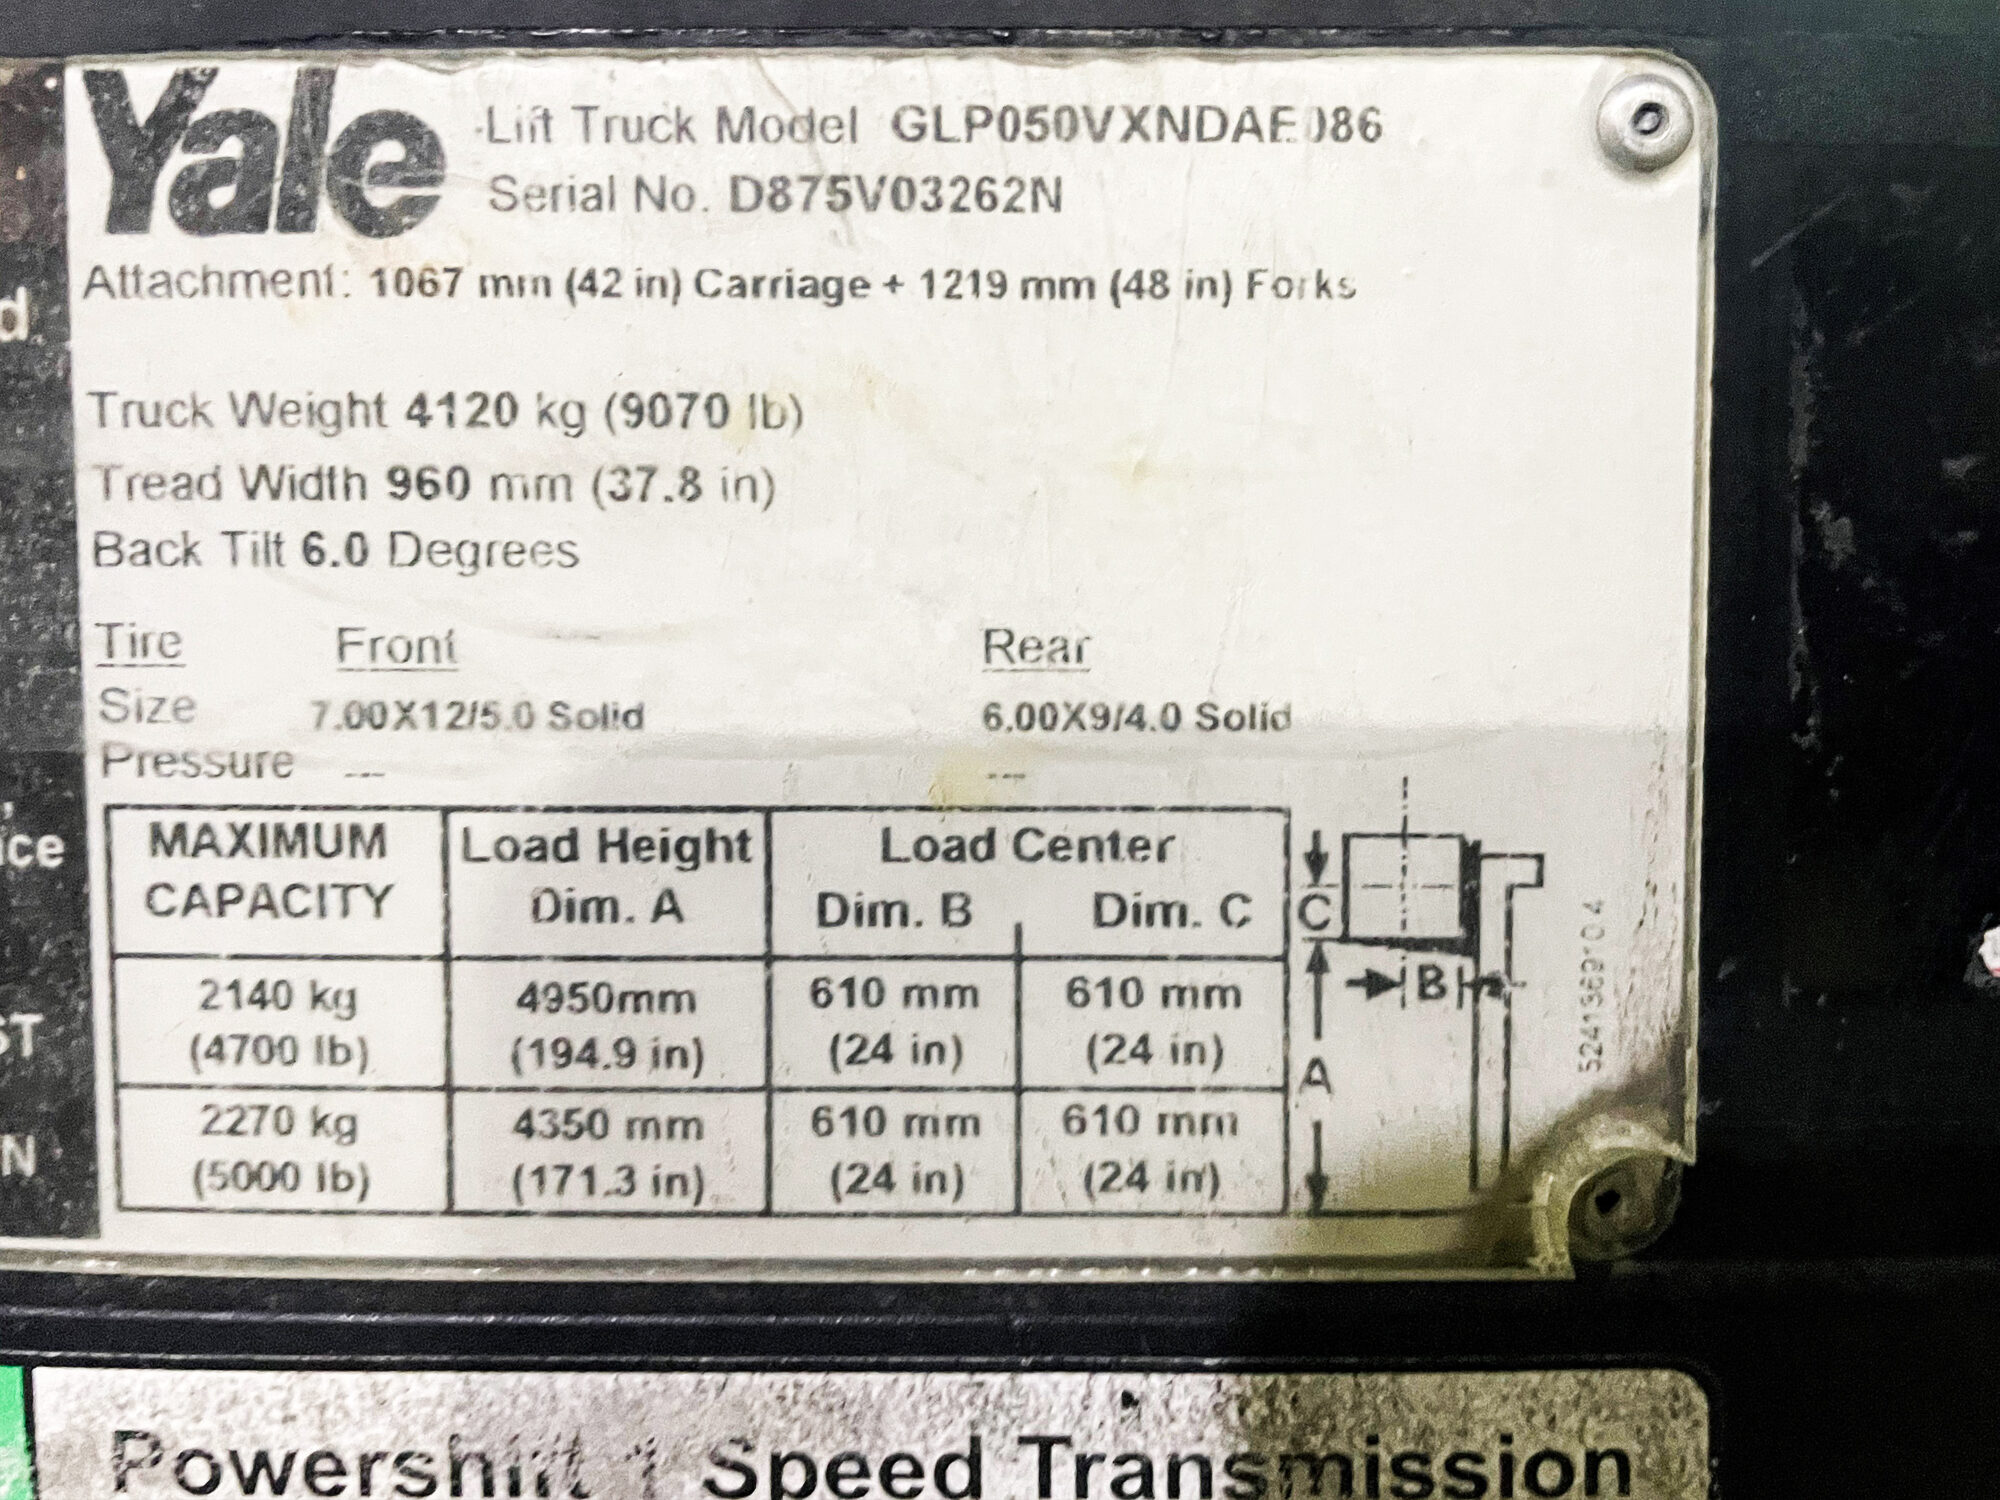 Yale
Lift Truck Model GLP050VXNDAE086
Serial No. D875V03262N
Attachment: 1067 mm (42 in) Carriage + 1219 mm (48 in) Forks
Truck Weight 4120 kg (9070 lb)
Tread Width 960 mm (37.8 in)
Back Tilt 6.0 Degrees
Tire Front Rear
Size 7.00X12/5.0 Solid 6.00X9/4.0 Solid
Pressure --- ---
MAXIMUM CAPACITY Load Height Dim. A Load Center Dim. B Dim. C
2140 kg 4950mm 610 mm 610 mm
(4700 lb) (194.9 in) (24 in) (24 in)
2270 kg 4350 mm 610 mm 610 mm
(5000 lb) (171.3 in) (24 in) (24 in)
C
B
A
Powershift 1 Speed Transmission